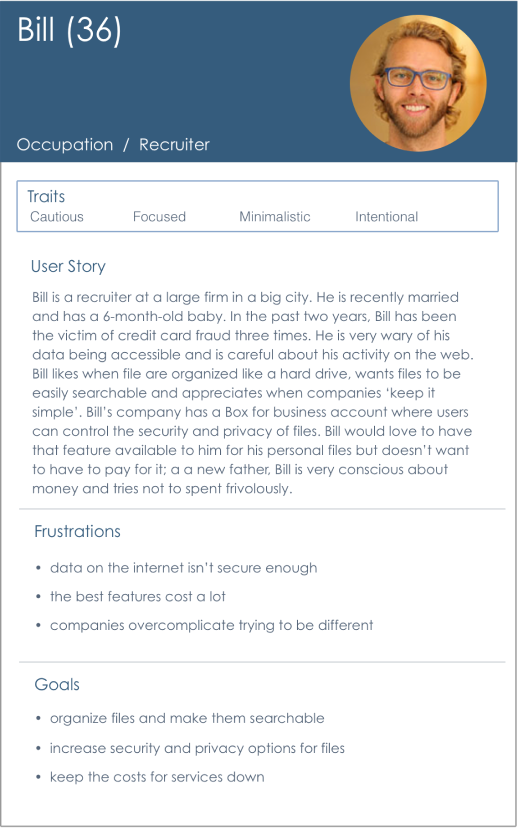 Bill (36)
Occupation / Recruiter
Traits
Cautious Focused Minimalistic Intentional
User Story
Bill is a recruiter at a large firm in a big city. He is recently married
and has a 6-month-old baby. In the past two years, Bill has been
the victim of credit card fraud three times. He is very wary of his
data being accessible and is careful about his activity on the web.
Bill likes when file are organized like a hard drive, wants files to be
easily searchable and appreciates when companies ‘keep it
simple’. Bill’s company has a Box for business account where users
can control the security and privacy of files. Bill would love to have
that feature available to him for his personal files but doesn’t want
to have to pay for it; a a new father, Bill is very conscious about
money and tries not to spent frivolously.
Frustrations
• data on the internet isn’t secure enough
• the best features cost a lot
• companies overcomplicate trying to be different
Goals
• organize files and make them searchable
• increase security and privacy options for files
• keep the costs for services down